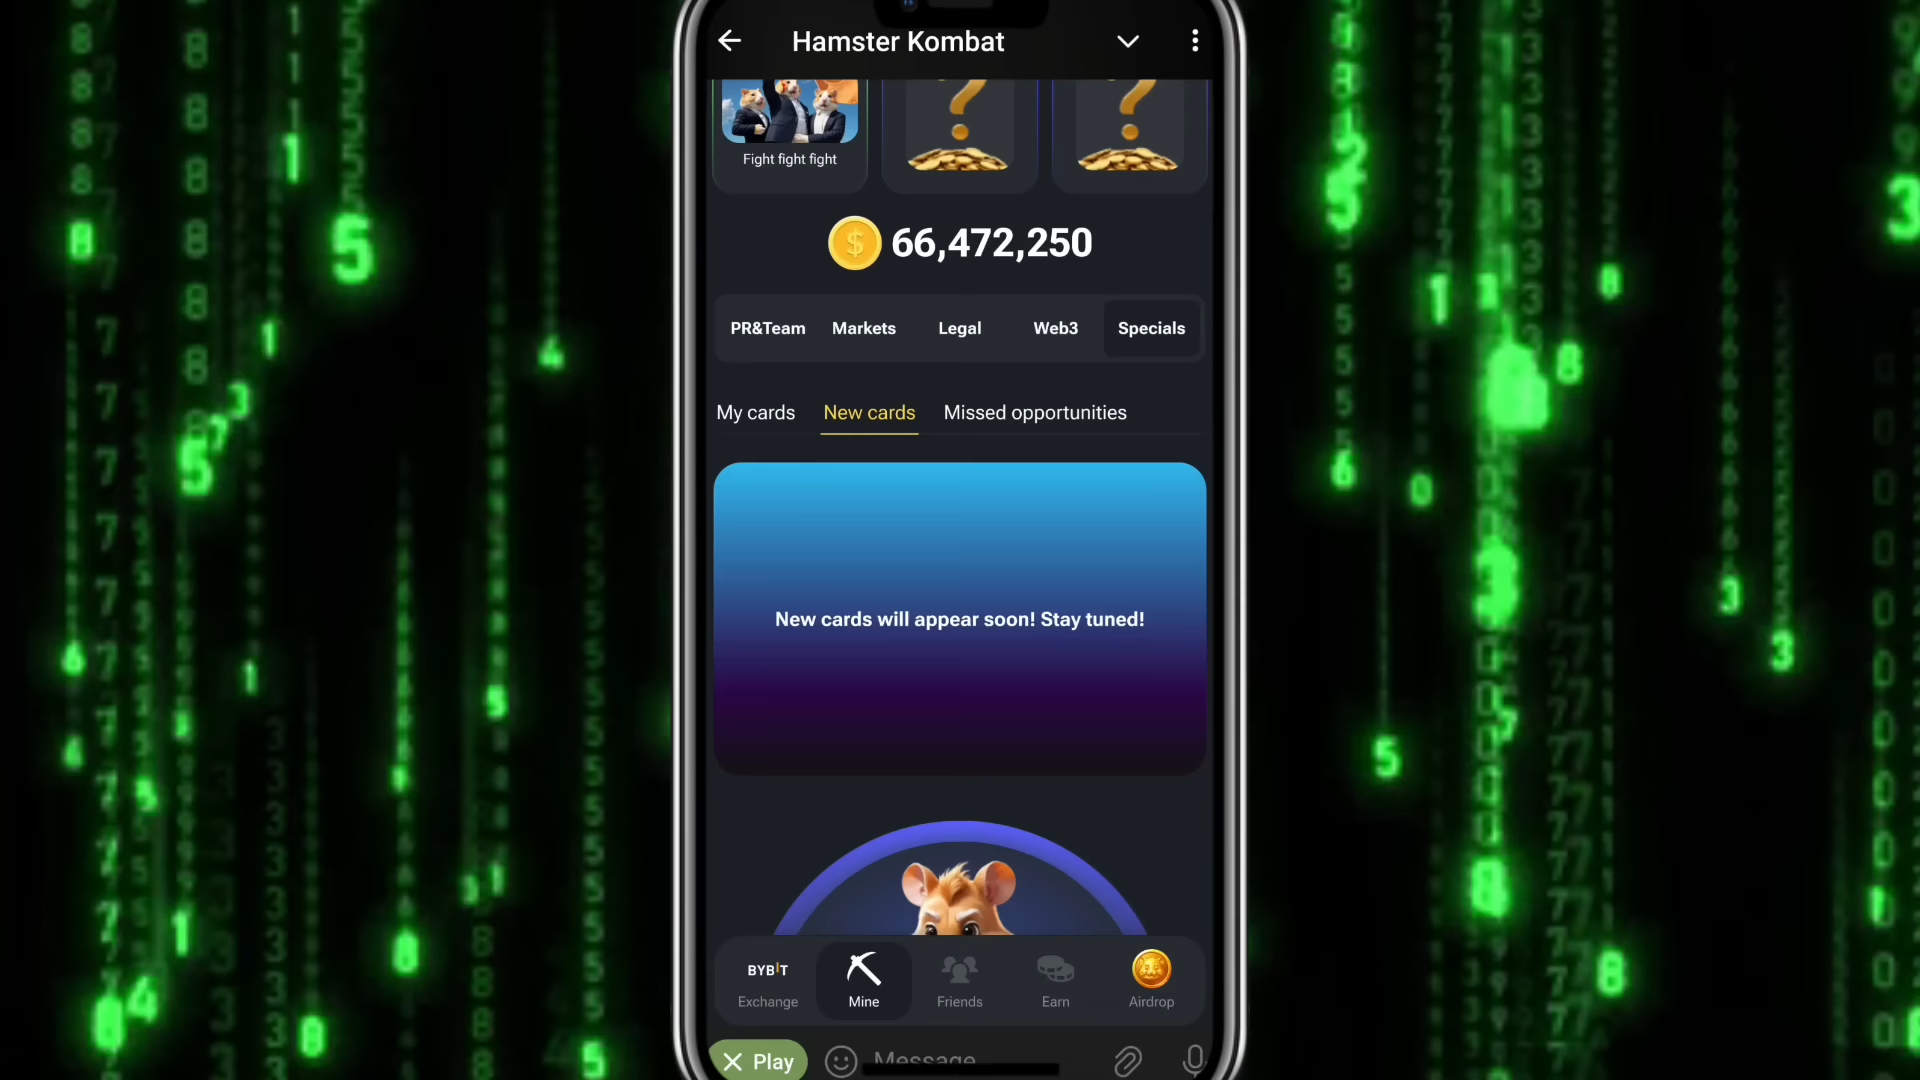 Hamster Kombat
Fight fight fight
66,472,250
PR&Team Markets Legal Web3 Specials
My cards New cards Missed opportunities
New cards will appear soon! Stay tuned!
BYBIT
Exchange Mine Friends Earn Airdrop
Play Message